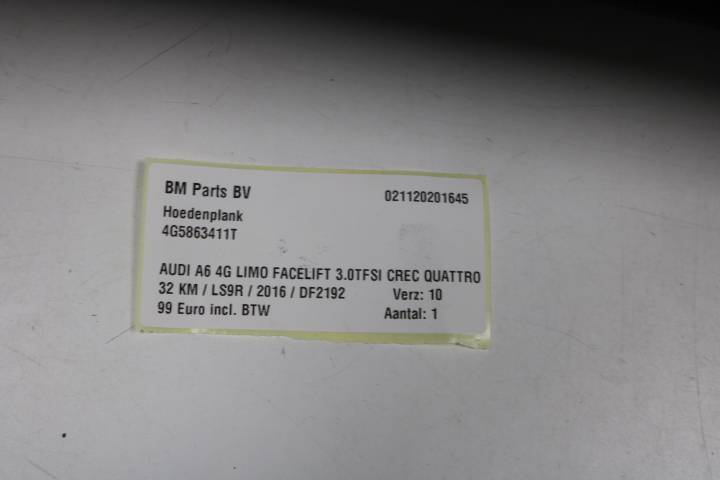 BM Parts BV 021120201645
Hoedenplank
4G5863411T
AUDI A6 4G LIMO FACELIFT 3.0TFSI CREC QUATTRO
32 KM / LS9R / 2016 / DF2192 Verz: 10
99 Euro incl. BTW Aantal: 1